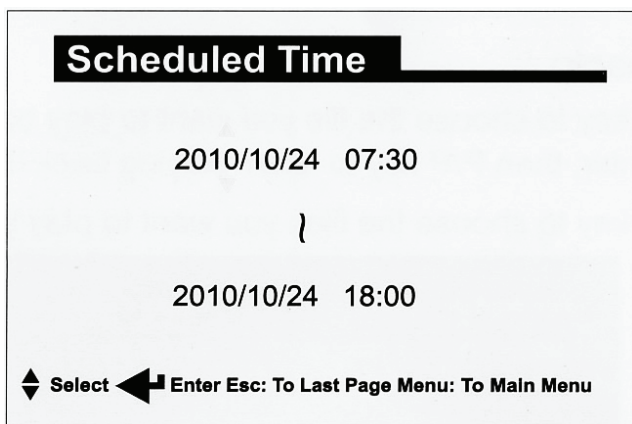 Scheduled Time
2010/10/24 07:30
~
2010/10/24 18:00
Select Enter Esc: To Last Page Menu: To Main Menu